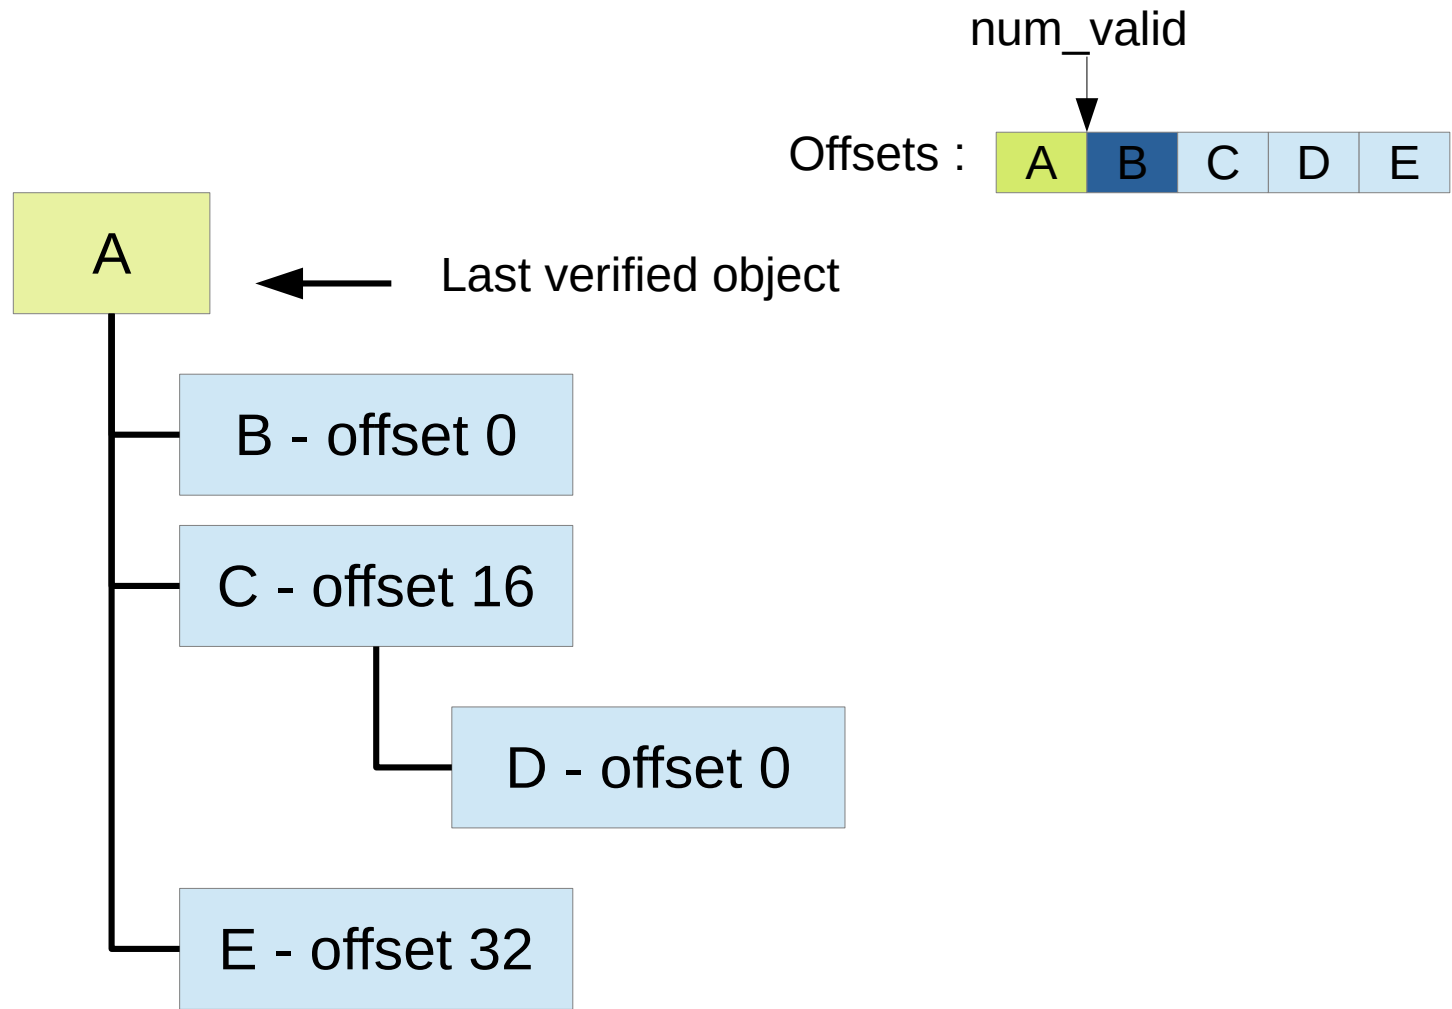 num_valid
Offsets : A B C D E
A
Last verified object
B - offset 0
C - offset 16
D - offset 0
E - offset 32